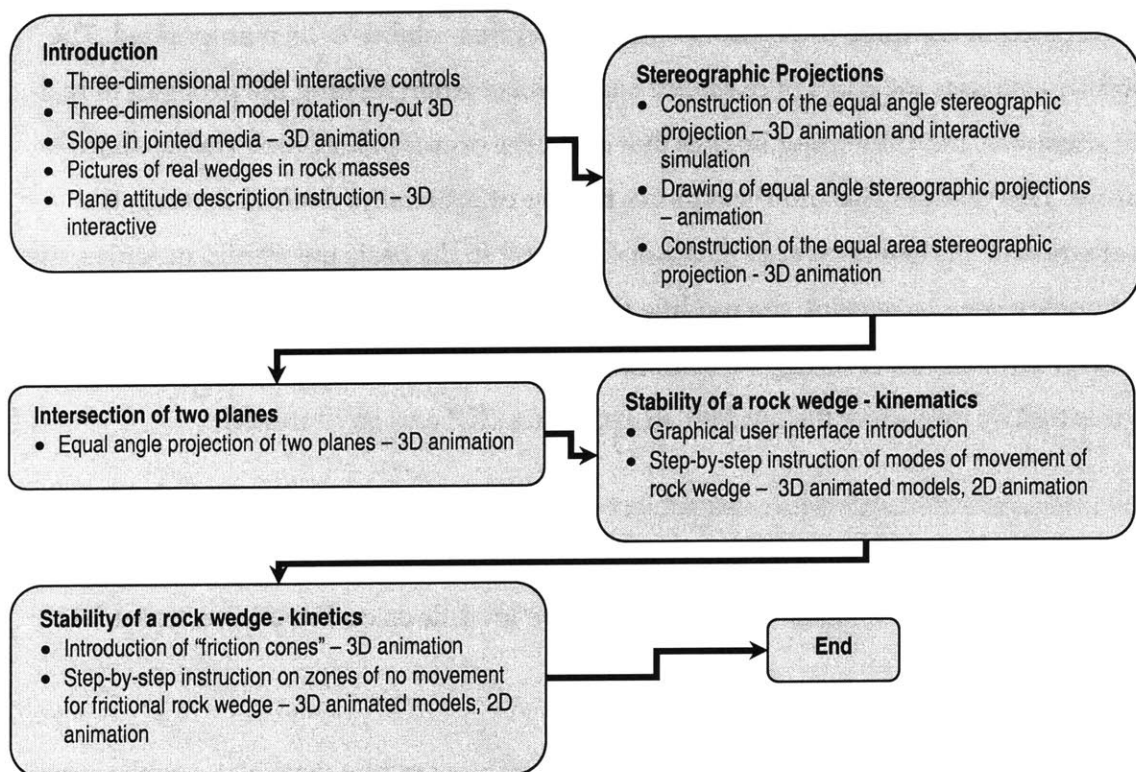 Introduction
• Three-dimensional model interactive controls
• Three-dimensional model rotation try-out 3D
• Slope in jointed media – 3D animation
• Pictures of real wedges in rock masses
• Plane attitude description instruction – 3D
interactive
Stereographic Projections
• Construction of the equal angle stereographic
projection – 3D animation and interactive
simulation
• Drawing of equal angle stereographic projections
– animation
• Construction of the equal area stereographic
projection - 3D animation
Intersection of two planes
• Equal angle projection of two planes – 3D animation
Stability of a rock wedge - kinematics
• Graphical user interface introduction
• Step-by-step instruction of modes of movement of
rock wedge – 3D animated models, 2D animation
Stability of a rock wedge - kinetics
• Introduction of “friction cones” – 3D animation
• Step-by-step instruction on zones of no movement
for frictional rock wedge – 3D animated models, 2D
animation
End